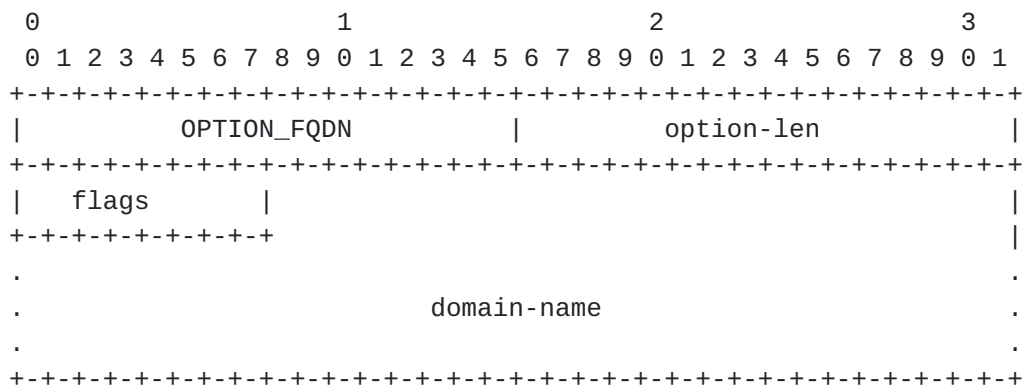 0                   1                   2                   3
 0 1 2 3 4 5 6 7 8 9 0 1 2 3 4 5 6 7 8 9 0 1 2 3 4 5 6 7 8 9 0 1
+-+-+-+-+-+-+-+-+-+-+-+-+-+-+-+-+-+-+-+-+-+-+-+-+-+-+-+-+-+-+-+-+
|          OPTION_FQDN          |         option-len            |
+-+-+-+-+-+-+-+-+-+-+-+-+-+-+-+-+-+-+-+-+-+-+-+-+-+-+-+-+-+-+-+-+
|   flags       |                                               |
+-+-+-+-+-+-+-+-+                                               |
.                                                               .
.                          domain-name                          .
.                                                               .
+-+-+-+-+-+-+-+-+-+-+-+-+-+-+-+-+-+-+-+-+-+-+-+-+-+-+-+-+-+-+-+-+